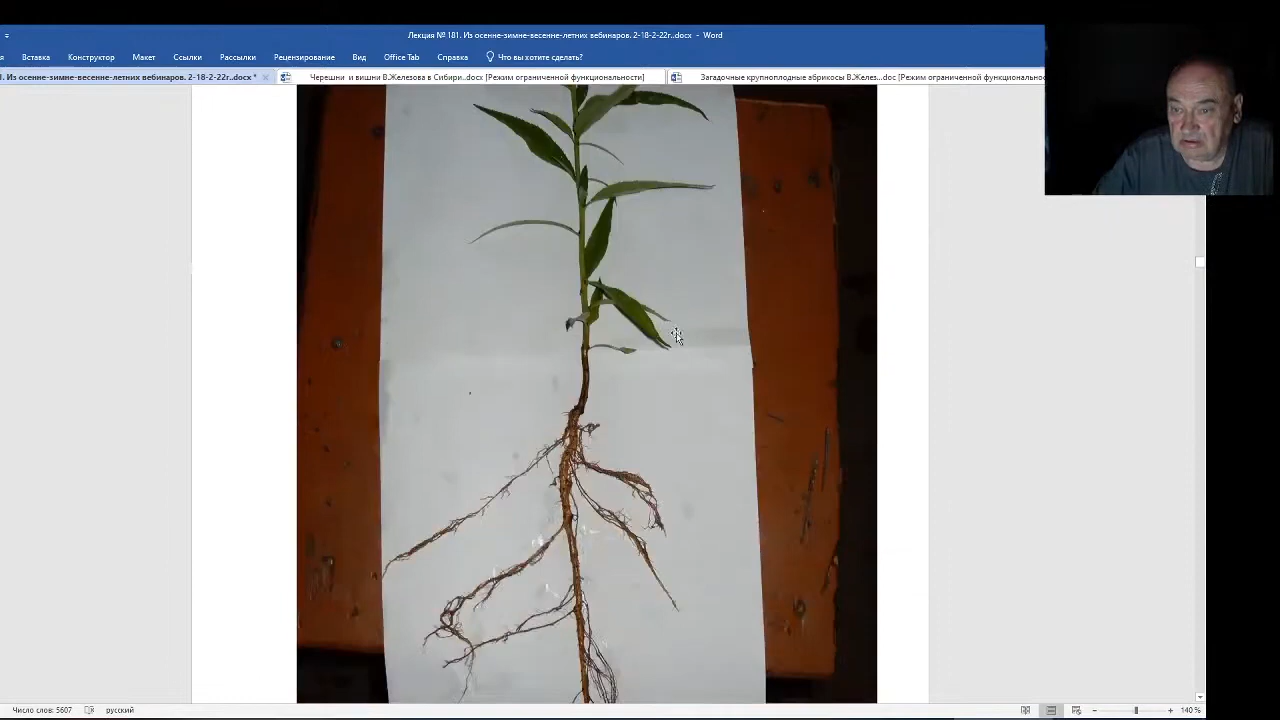 Лекция № 181. Из осенне-зимне-весенне-летних вебинаров. 2-18-2-22г..docx - Word
Вставка Конструктор Макет Ссылки Рассылки Рецензирование Вид Office Tab Справка Что вы хотите сделать?
I. Из осенне-зимне-весенне-летних вебинаров. 2-18-2-22г..docx * Черешни и вишни В.Железова в Сибири..docx [Режим ограниченной функциональности] Загадочные крупноплодные абрикосы В.Желез...doc [Режим ограниченной функциональнос
Число слов: 5607 русский 140 %